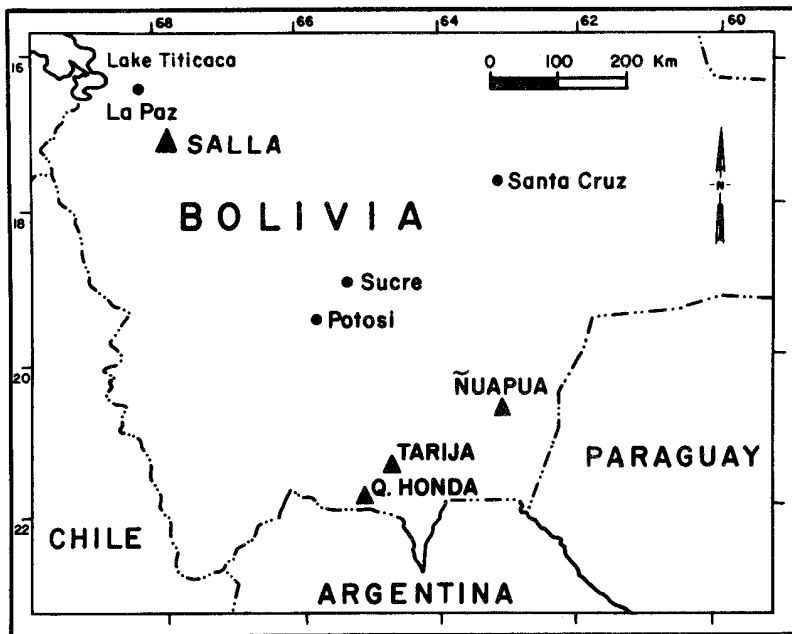 68 66 64 62 60
16
Lake Titicaca
0 100 200 Km
La Paz
SALLA
N
Santa Cruz
18
BOLIVIA
Sucre
Potosi
20
ÑUAPUA
TARIJA
PARAGUAY
Q. HONDA
22
CHILE
ARGENTINA